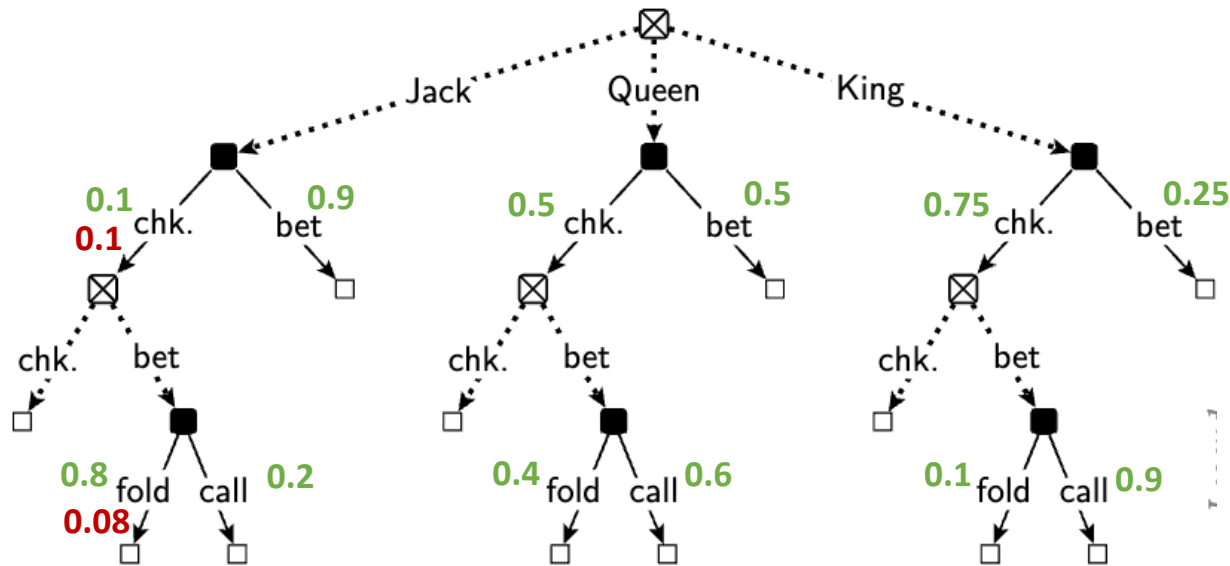 Jack Queen King
0.1 0.9 0.5 0.5 0.75 0.25
0.1 chk. bet chk. bet chk. bet
chk. bet chk. bet chk. bet
0.8 0.2 0.4 0.6 0.1 0.9
fold call fold call fold call
0.08